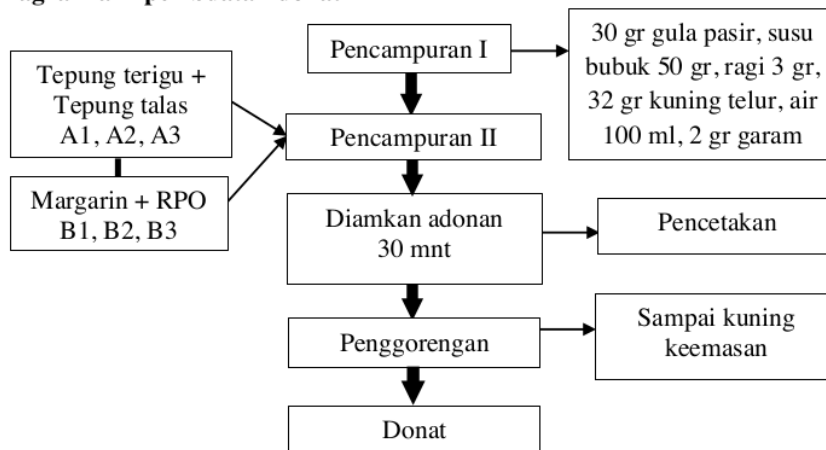 Pencampuran I
30 gr gula pasir, susu
bubuk 50 gr, ragi 3 gr,
32 gr kuning telur, air
100 ml, 2 gr garam
Tepung terigu +
Tepung talas
A1, A2, A3
Pencampuran II
Margarin + RPO
B1, B2, B3
Diamkan adonan
30 mnt
Pencetakan
Penggorengan
Sampai kuning
keemasan
Donat